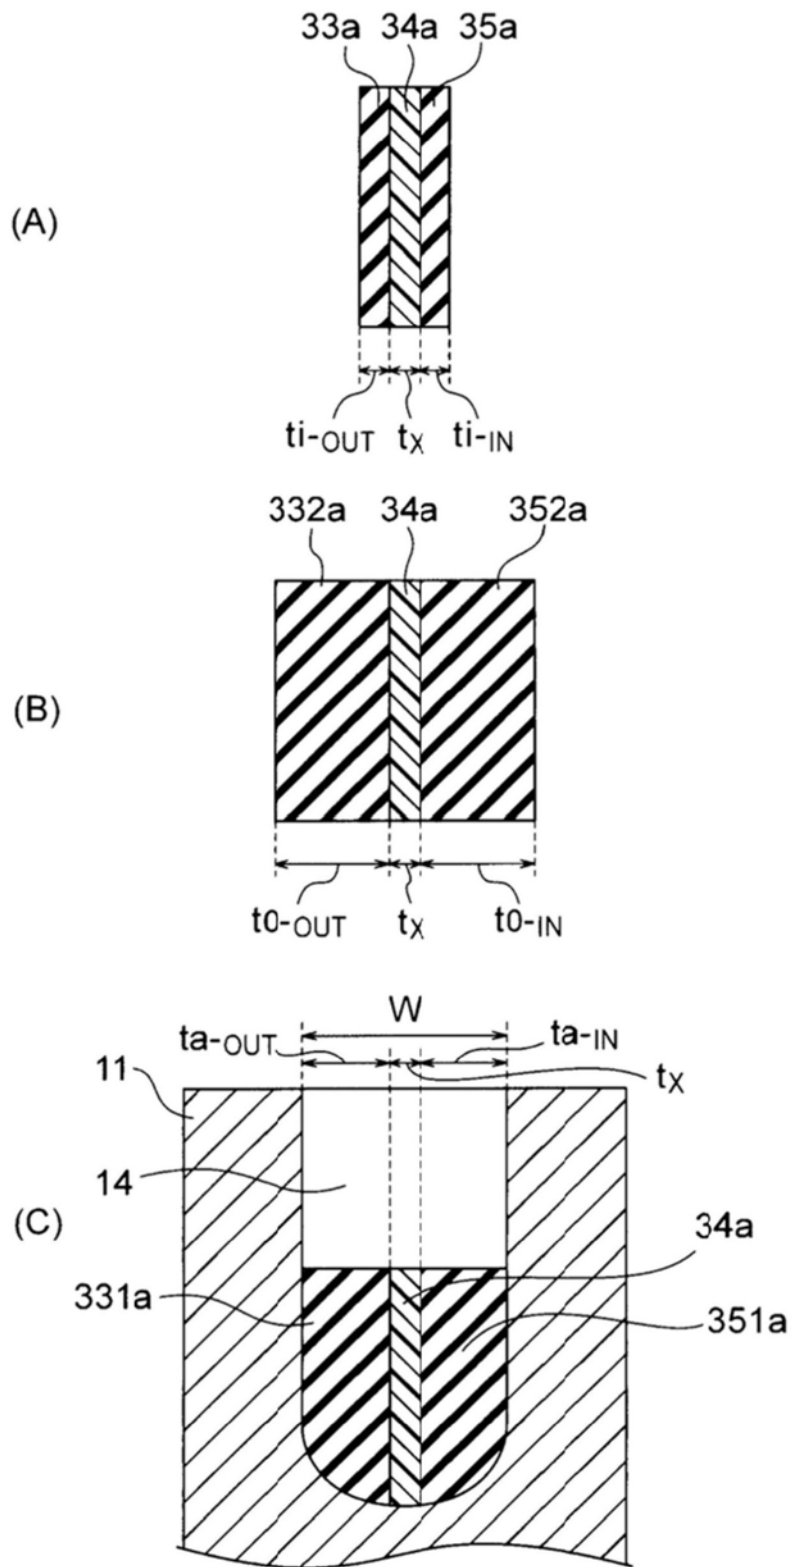 33a 34a 35a
(A)
ti-OUT tX ti-IN
332a 34a 352a
(B)
t0-OUT tX t0-IN
W
ta-OUT ta-IN
11 tX
14
(C)
34a
331a 351a